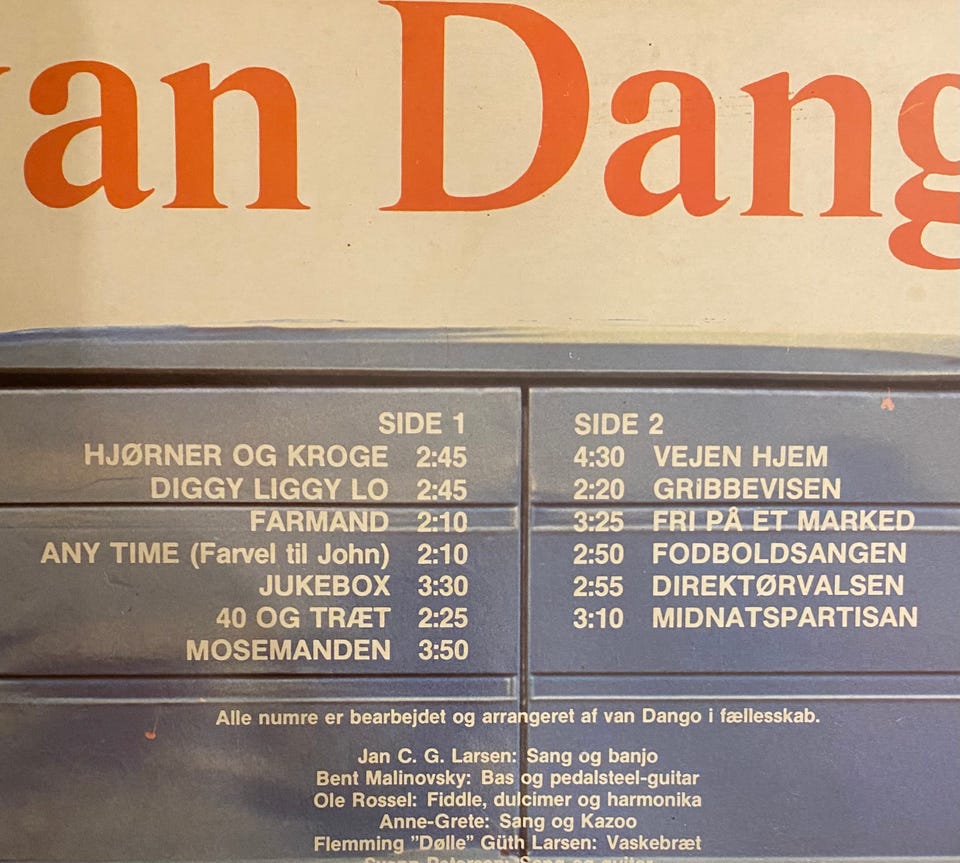 van Dang
SIDE 1
HJØRNER OG KROGE 2:45
DIGGY LIGGY LO 2:45
FARMAND 2:10
ANY TIME (Farvel til John) 2:10
JUKEBOX 3:30
40 OG TRÆT 2:25
MOSEMANDEN 3:50
SIDE 2
4:30 VEJEN HJEM
2:20 GRiBBEVISEN
3:25 FRI PÅ ET MARKED
2:50 FODBOLDSANGEN
2:55 DIREKTØRVALSEN
3:10 MIDNATSPARTISAN
Alle numre er bearbejdet og arrangeret af van Dango i fællesskab.
Jan C. G. Larsen: Sang og banjo
Bent Malinovsky: Bas og pedalsteel-guitar
Ole Rossel: Fiddle, dulcimer og harmonika
Anne-Grete: Sang og Kazoo
Flemming "Dølle" Güth Larsen: Vaskebræt